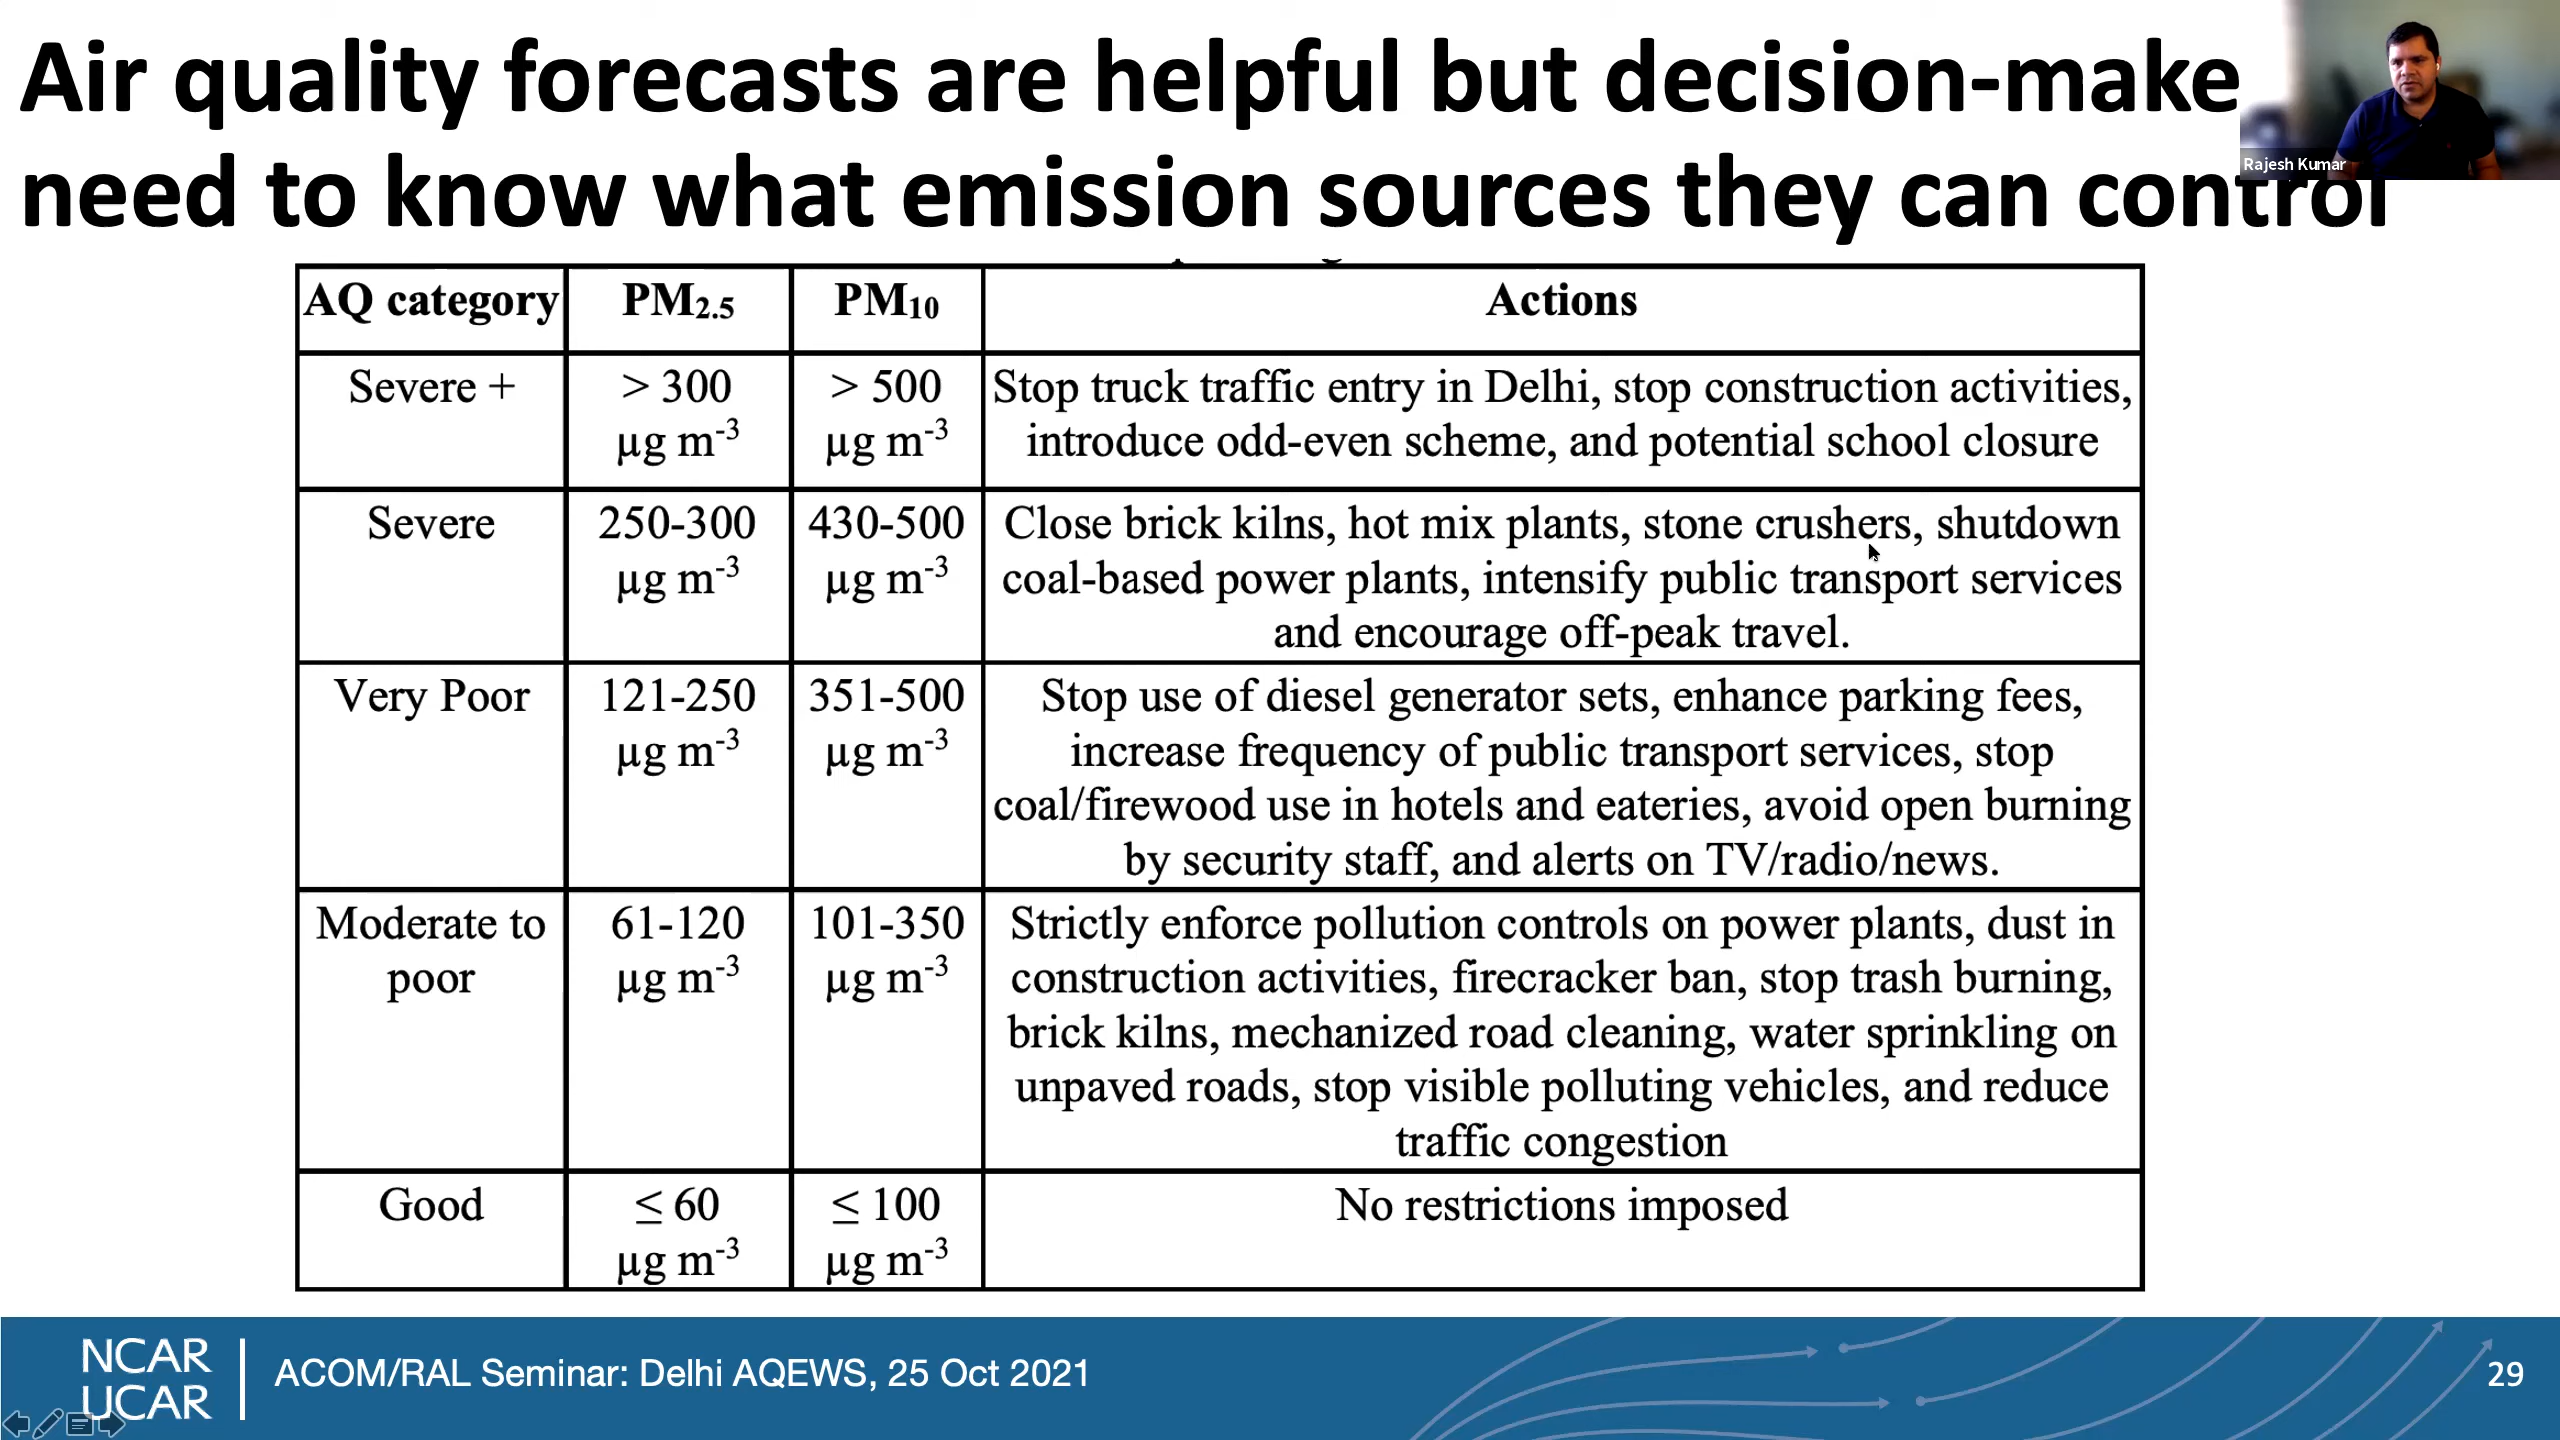 Air quality forecasts are helpful but decision-make
need to know what emission sources they can control
Rajesh Kumar
AQ category PM2.5 PM10 Actions
Severe + > 300 µg m-3 > 500 µg m-3
Stop truck traffic entry in Delhi, stop construction activities,
introduce odd-even scheme, and potential school closure
Severe 250-300 µg m-3 430-500 µg m-3
Close brick kilns, hot mix plants, stone crushers, shutdown
coal-based power plants, intensify public transport services
and encourage off-peak travel.
Very Poor 121-250 µg m-3 351-500 µg m-3
Stop use of diesel generator sets, enhance parking fees,
increase frequency of public transport services, stop
coal/firewood use in hotels and eateries, avoid open burning
by security staff, and alerts on TV/radio/news.
Moderate to poor 61-120 µg m-3 101-350 µg m-3
Strictly enforce pollution controls on power plants, dust in
construction activities, firecracker ban, stop trash burning,
brick kilns, mechanized road cleaning, water sprinkling on
unpaved roads, stop visible polluting vehicles, and reduce
traffic congestion
Good ≤ 60 µg m-3 ≤ 100 µg m-3
No restrictions imposed
NCAR
UCAR
ACOM/RAL Seminar: Delhi AQEWS, 25 Oct 2021
29